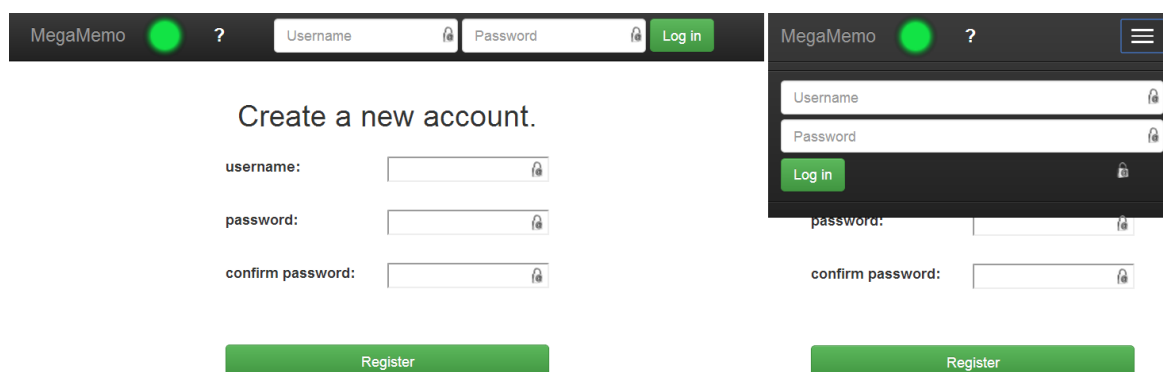 MegaMemo ? Username Password Log in
Create a new account.
username:
password:
confirm password:
Register
MegaMemo ?
Username
Password
Log in
password:
confirm password:
Register